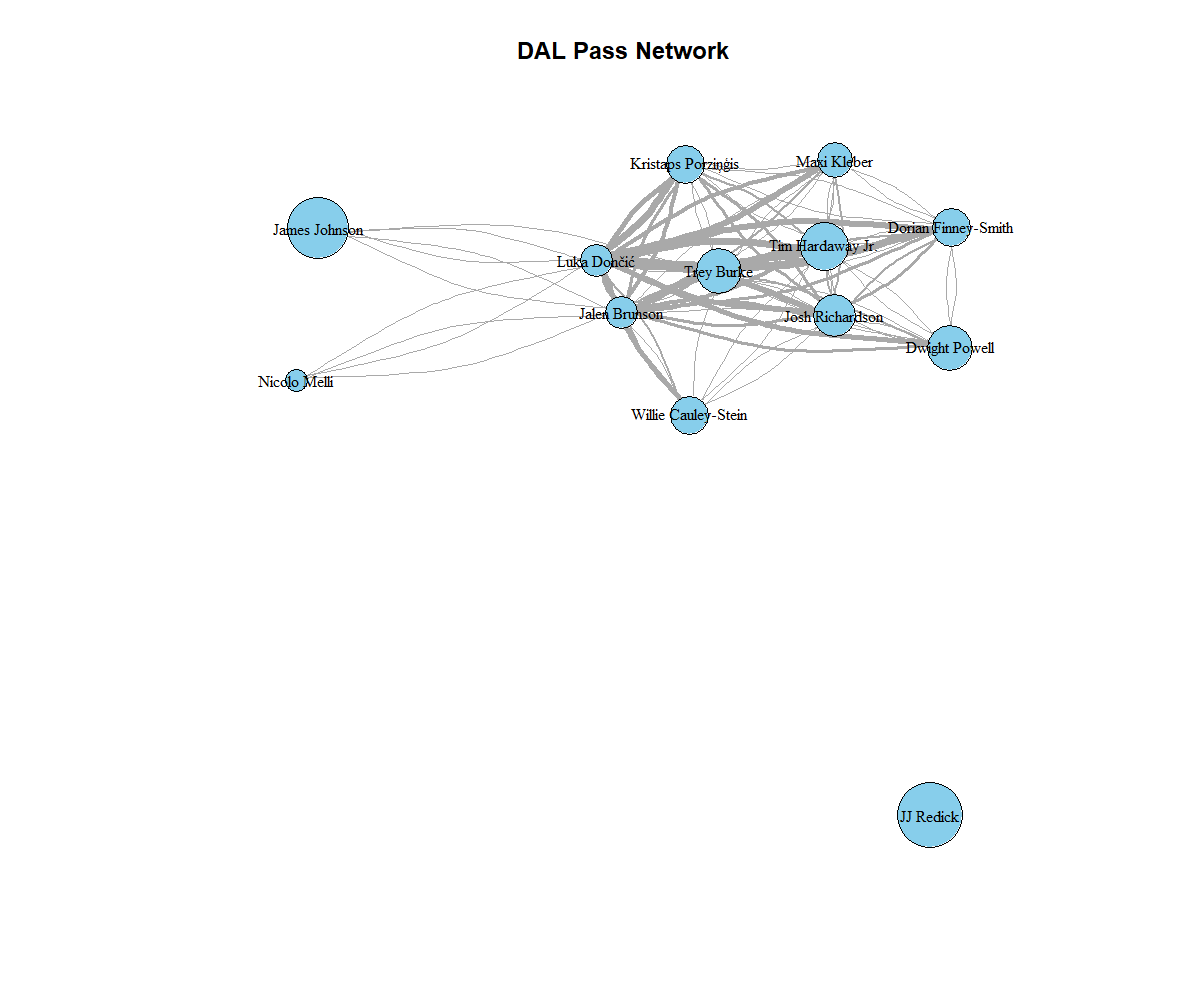 DAL Pass Network
Kristaps Porziņģis
Maxi Kleber
James Johnson
Dorian Finney-Smith
Tim Hardaway Jr.
Luka Dončić
Trey Burke
Jalen Brunson
Josh Richardson
Dwight Powell
Nicolo Melli
Willie Cauley-Stein
JJ Redick